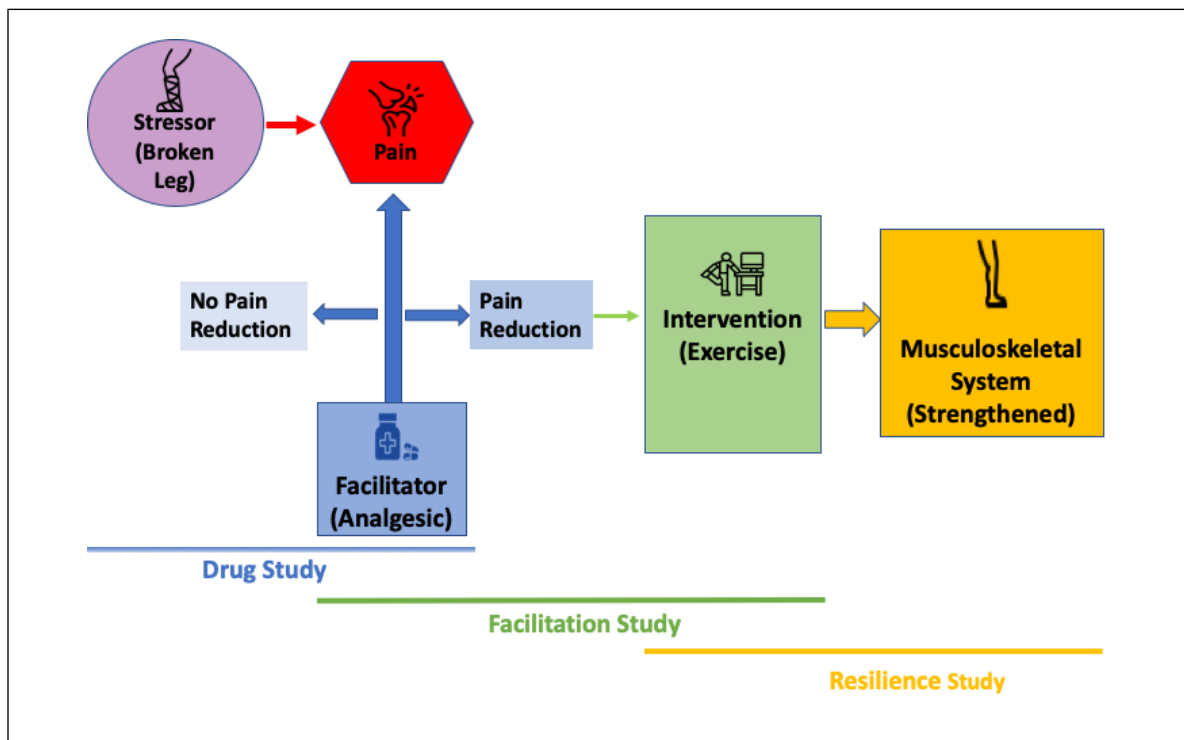 Stressor
(Broken
Leg)
Pain
No Pain
Reduction
Pain
Reduction
Intervention
(Exercise)
Musculoskeletal
System
(Strengthened)
Facilitator
(Analgesic)
Drug Study
Facilitation Study
Resilience Study